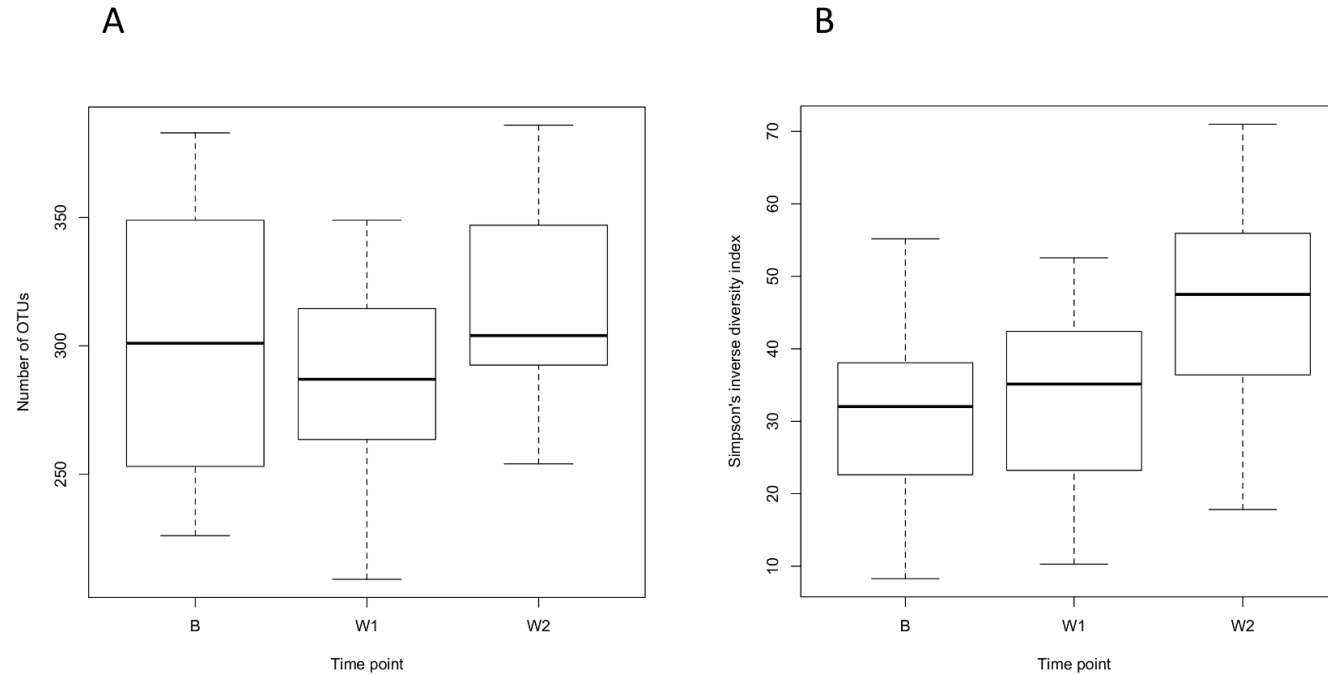 A
Number of OTUs
350
300
250
B
W1
W2
Time point
B
Simpson's inverse diversity index
70
60
50
40
30
20
10
B
W1
W2
Time point